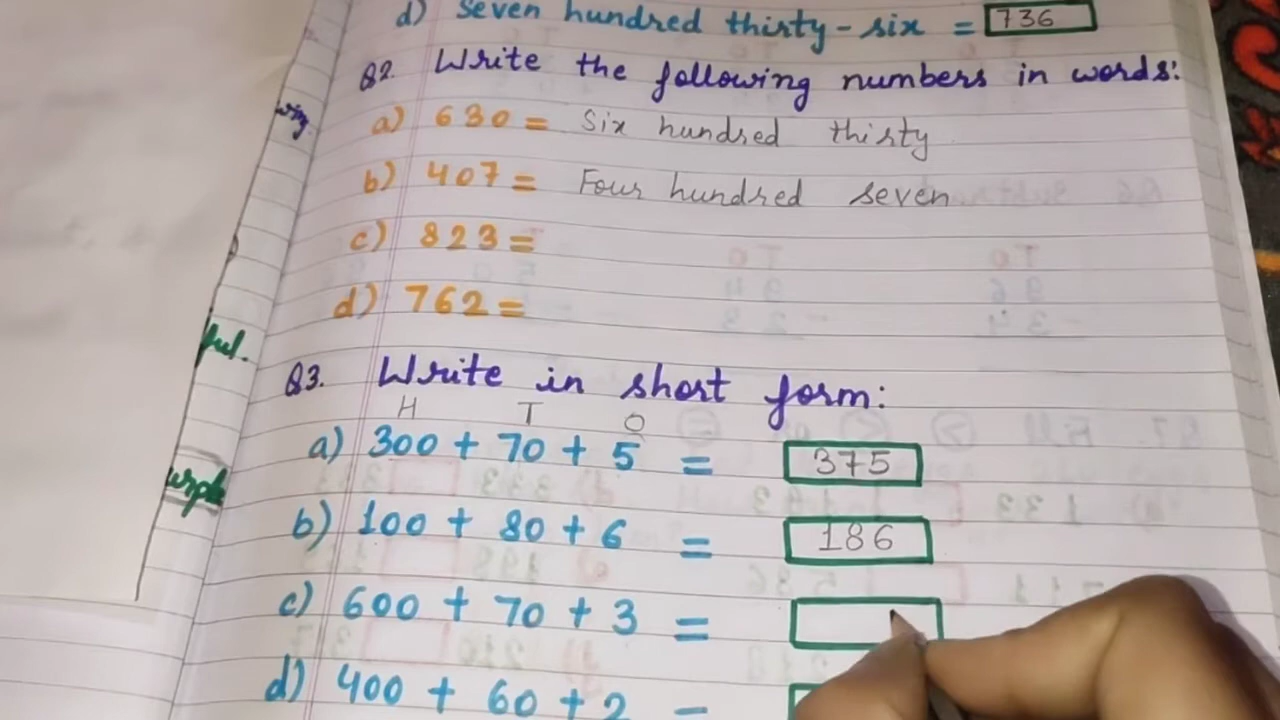 d) Seven hundred thirty-six = 736
Q2. Write the following numbers in words:
a) 630 = Six hundred thirty
b) 407 = Four hundred seven
c) 823 =
d) 762 =
Q3. Write in short form:
H T O
a) 300 + 70 + 5 = 375
b) 100 + 80 + 6 = 186
c) 600 + 70 + 3 =
d) 400 + 60 + 2 =